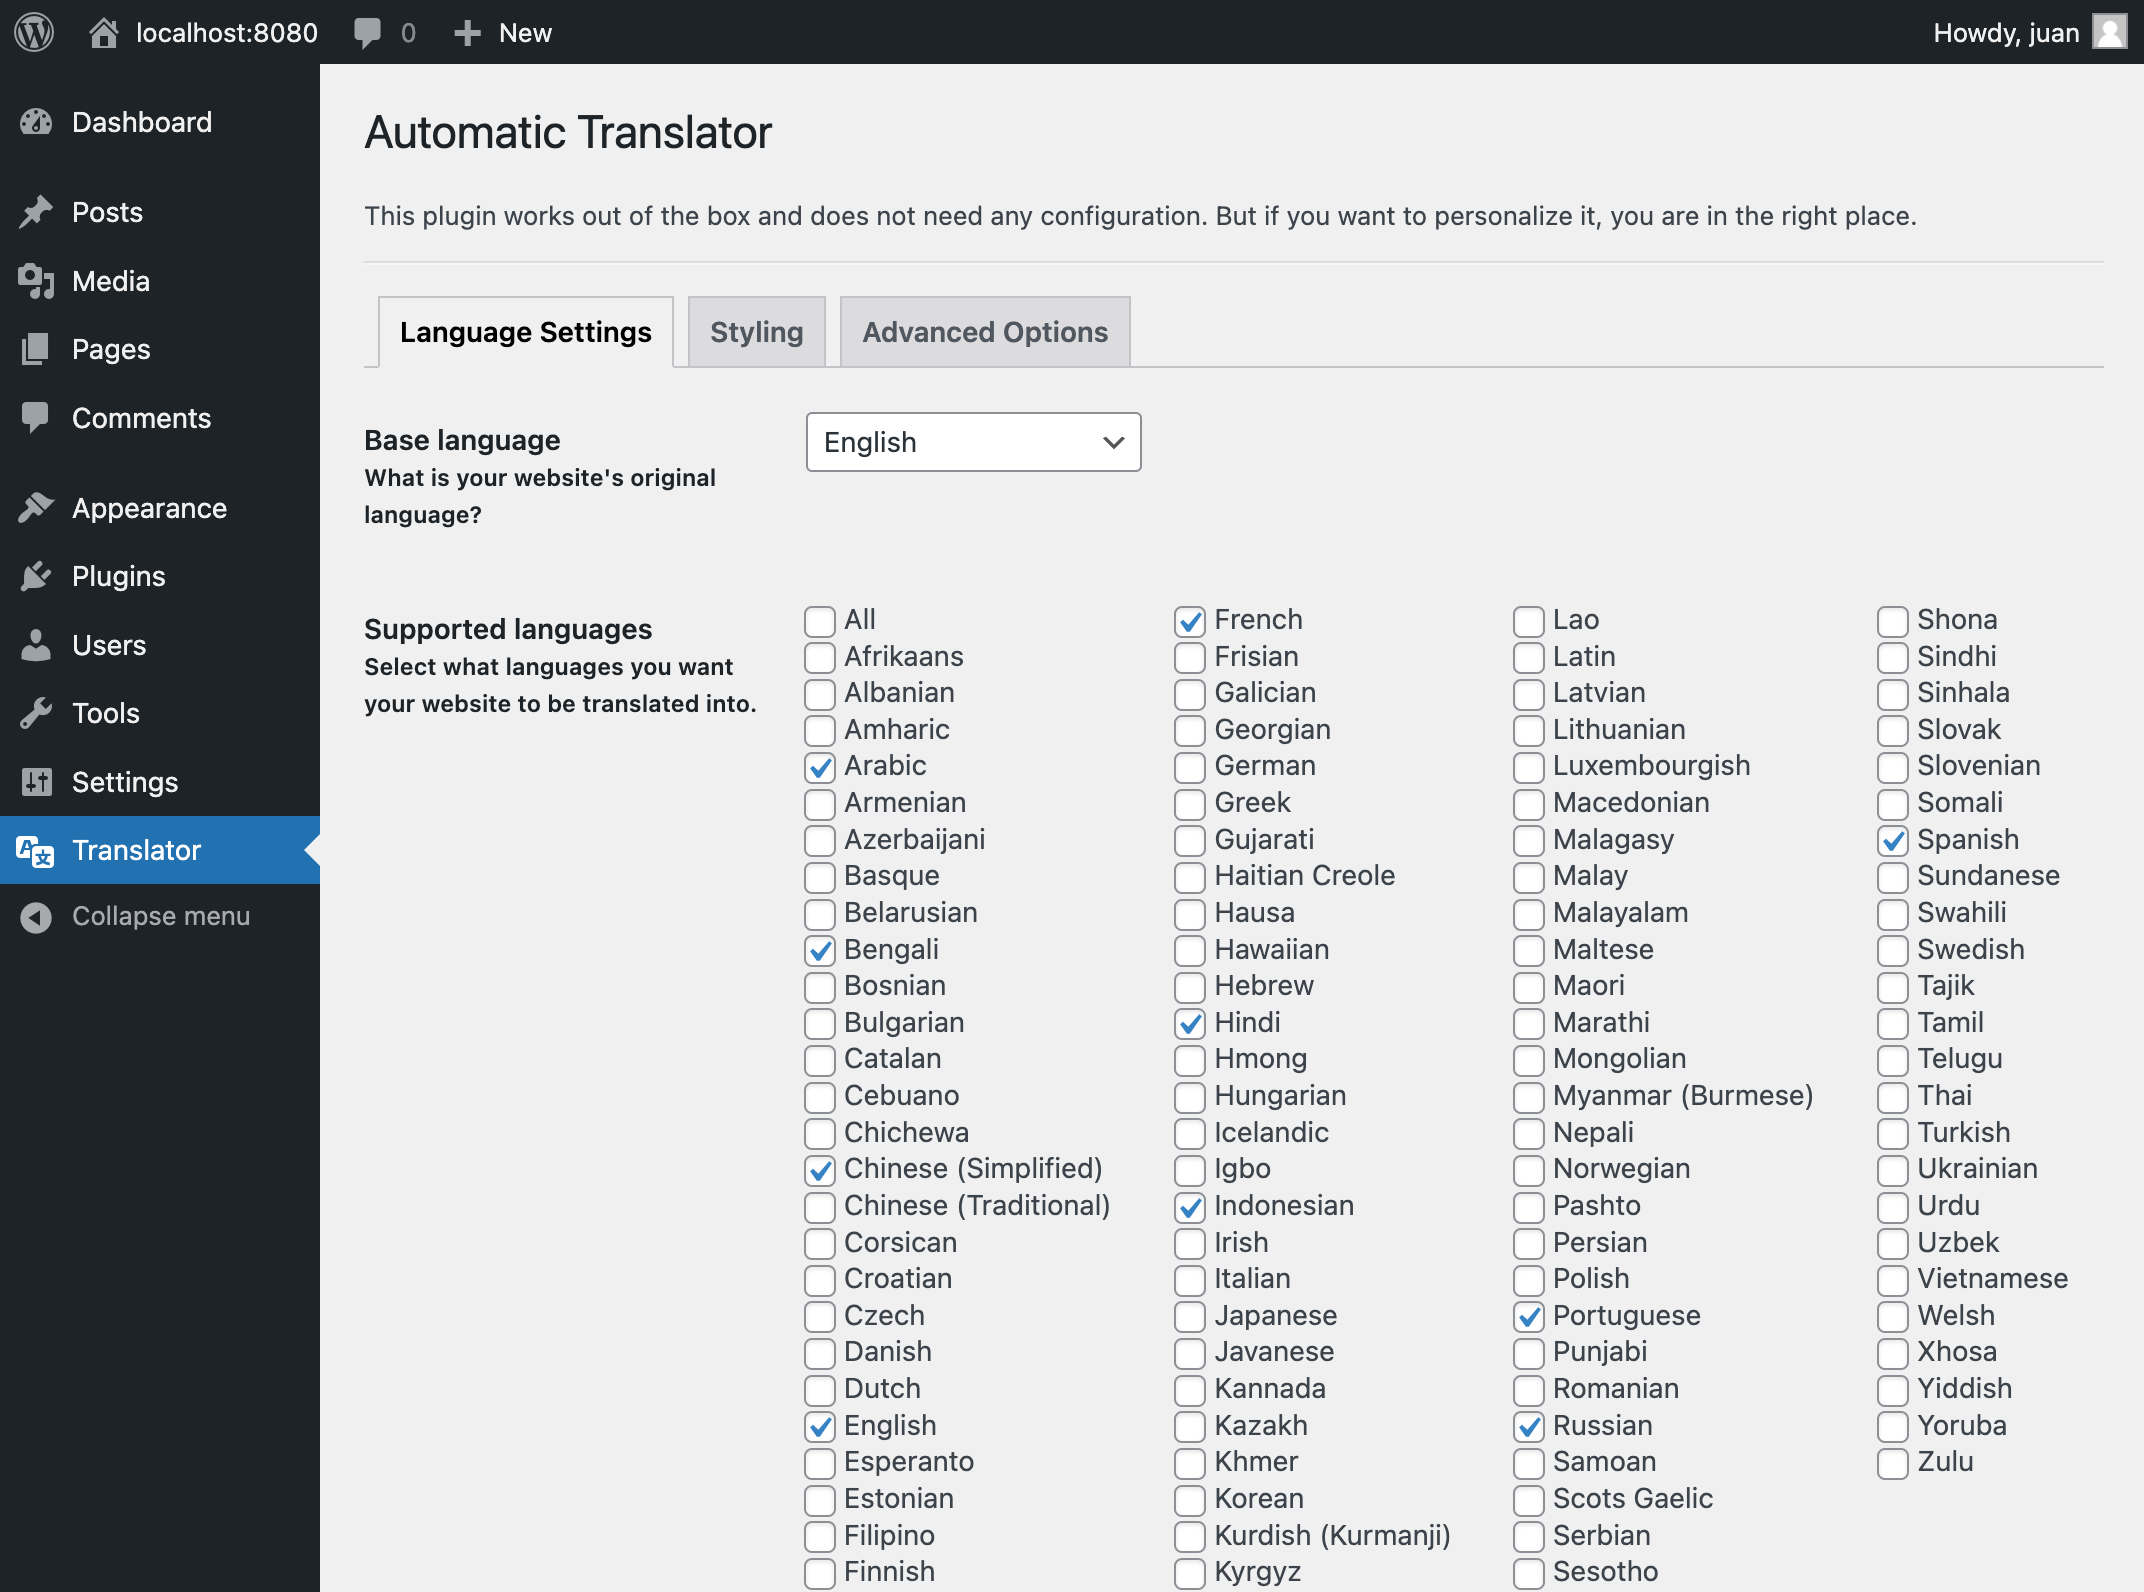 localhost:8080
0
New
Howdy, juan
Dashboard
Posts
Media
Pages
Comments
Appearance
Plugins
Users
Tools
Settings
Translator
Collapse menu
Automatic Translator
This plugin works out of the box and does not need any configuration. But if you want to personalize it, you are in the right place.
Language Settings
Styling
Advanced Options
Base language
What is your website's original
language?
English
Supported languages
Select what languages you want
your website to be translated into.
All
Afrikaans
Albanian
Amharic
Arabic
Armenian
Azerbaijani
Basque
Belarusian
Bengali
Bosnian
Bulgarian
Catalan
Cebuano
Chichewa
Chinese (Simplified)
Chinese (Traditional)
Corsican
Croatian
Czech
Danish
Dutch
English
Esperanto
Estonian
Filipino
Finnish
French
Frisian
Galician
Georgian
German
Greek
Gujarati
Haitian Creole
Hausa
Hawaiian
Hebrew
Hindi
Hmong
Hungarian
Icelandic
Igbo
Indonesian
Irish
Italian
Japanese
Javanese
Kannada
Kazakh
Khmer
Korean
Kurdish (Kurmanji)
Kyrgyz
Lao
Latin
Latvian
Lithuanian
Luxembourgish
Macedonian
Malagasy
Malay
Malayalam
Maltese
Maori
Marathi
Mongolian
Myanmar (Burmese)
Nepali
Norwegian
Pashto
Persian
Polish
Portuguese
Punjabi
Romanian
Russian
Samoan
Scots Gaelic
Serbian
Sesotho
Shona
Sindhi
Sinhala
Slovak
Slovenian
Somali
Spanish
Sundanese
Swahili
Swedish
Tajik
Tamil
Telugu
Thai
Turkish
Ukrainian
Urdu
Uzbek
Vietnamese
Welsh
Xhosa
Yiddish
Yoruba
Zulu